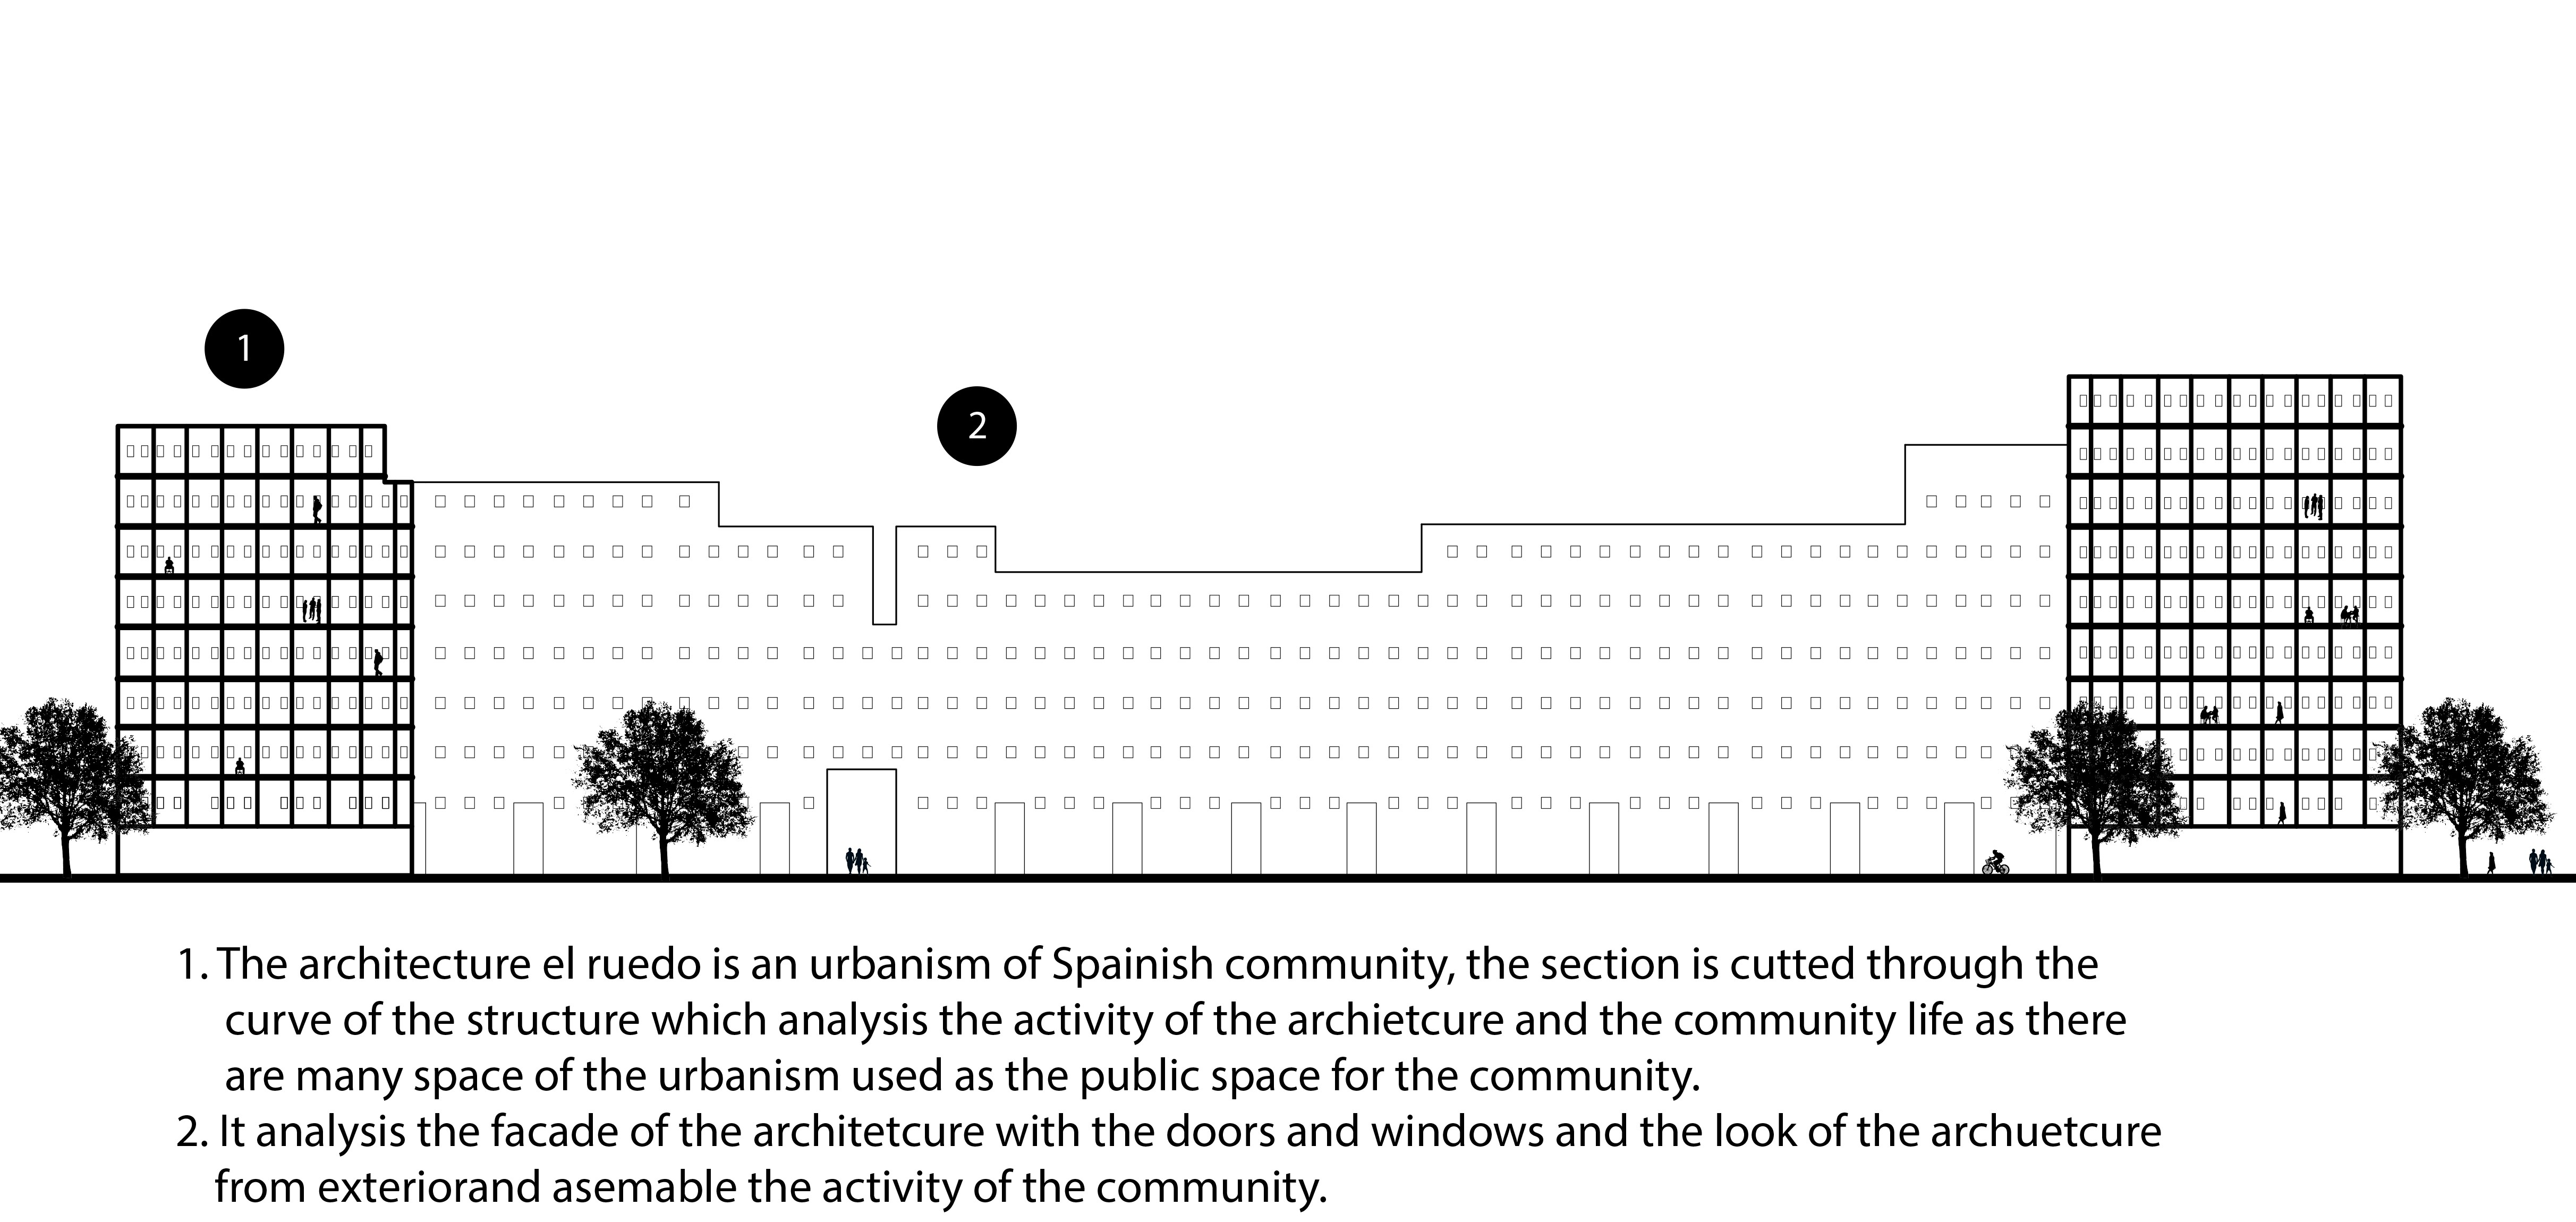 1
2
1. The architecture el ruedo is an urbanism of Spainish community, the section is cutted through the
curve of the structure which analysis the activity of the archietcure and the community life as there
are many space of the urbanism used as the public space for the community.
2. It analysis the facade of the architetcure with the doors and windows and the look of the archuetcure
from exteriorand asemable the activity of the community.